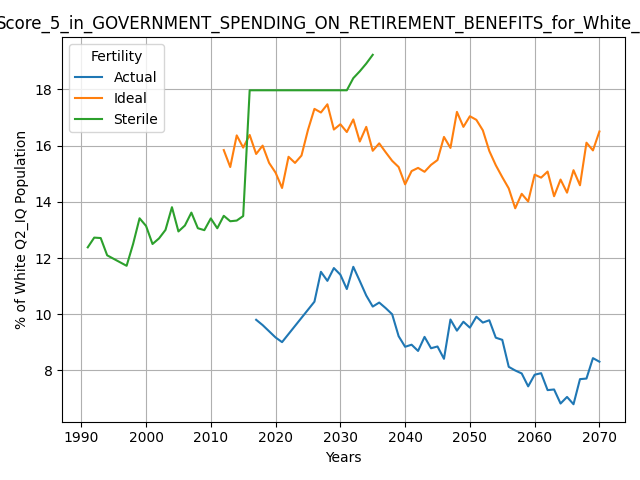 Score_5_in_GOVERNMENT_SPENDING_ON_RETIREMENT_BENEFITS_for_White_
Fertility
Actual
Ideal
Sterile
% of White Q2_IQ Population
18
16
14
12
10
8
1990 2000 2010 2020 2030 2040 2050 2060 2070
Years